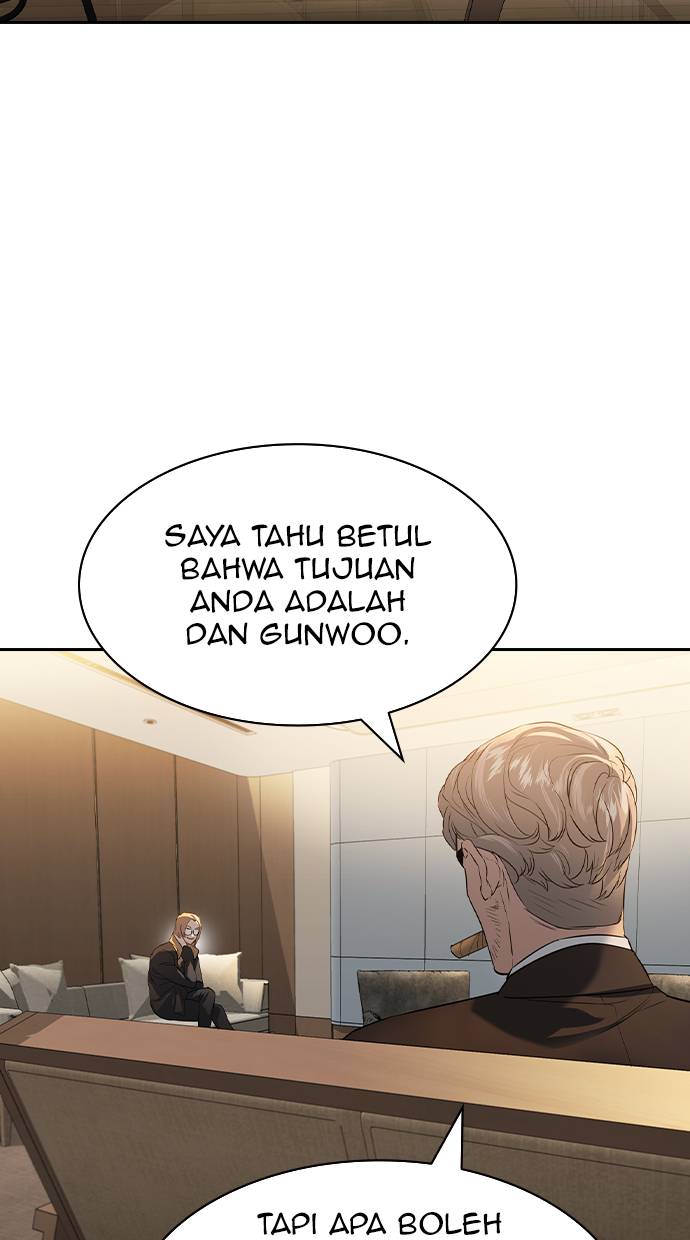 SAYA TAHU BETUL
BAHWA TUJUAN
ANDA ADALAH
DAN GUNWOO.
TAPI APA BOLEH